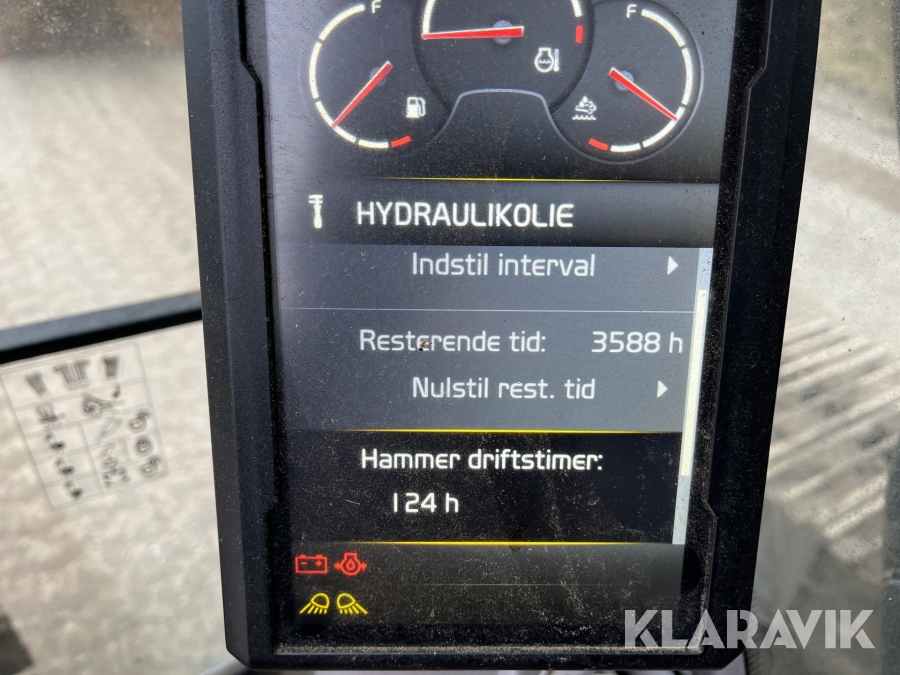 F
F
HYDRAULIKOLIE
Indstil interval
Resterende tid: 3588 h
Nulstil rest. tid
Hammer driftstimer:
124 h
KLARAVIK